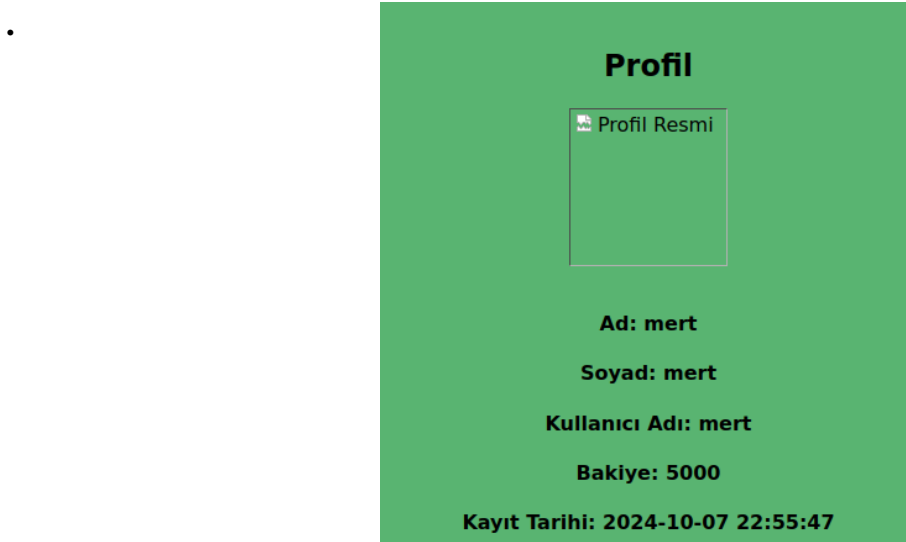 Profil
Profil Resmi
Ad: mert
Soyad: mert
Kullanıcı Adı: mert
Bakiye: 5000
Kayıt Tarihi: 2024-10-07 22:55:47